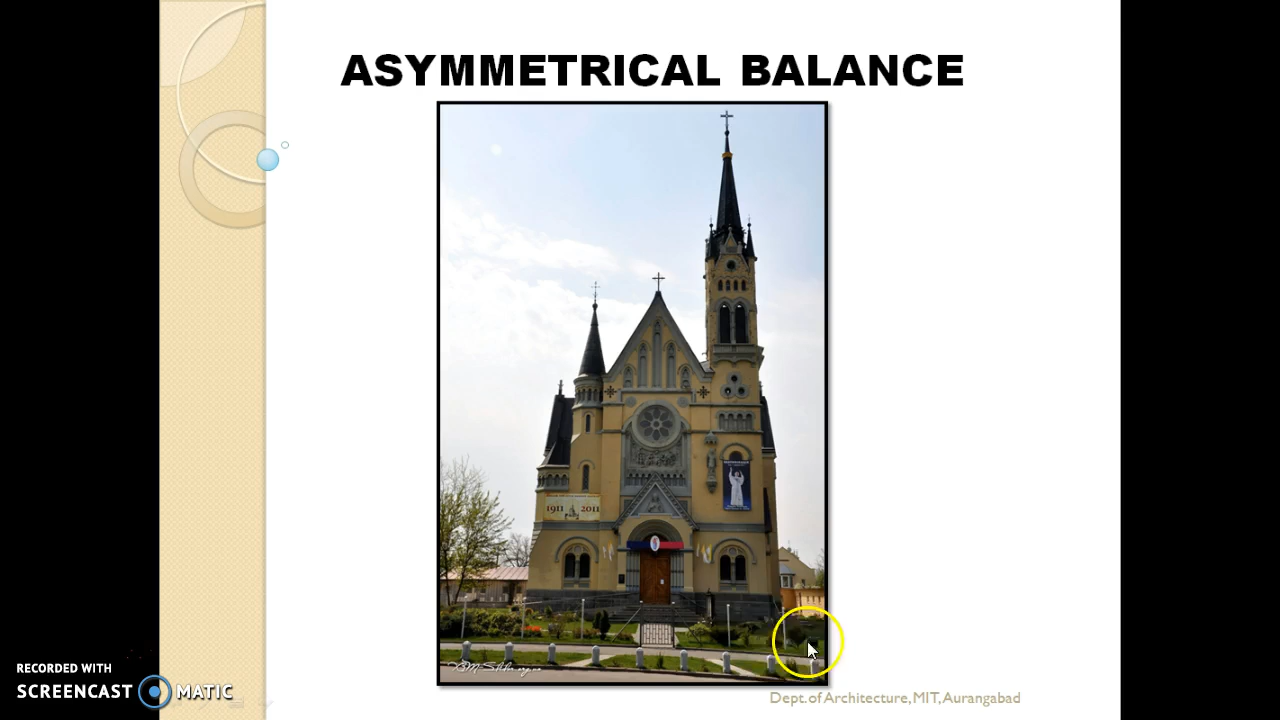 ASYMMETRICAL BALANCE
1911 2011
Dept. of Architecture, MIT, Aurangabad
RECORDED WITH
SCREENCAST MATIC